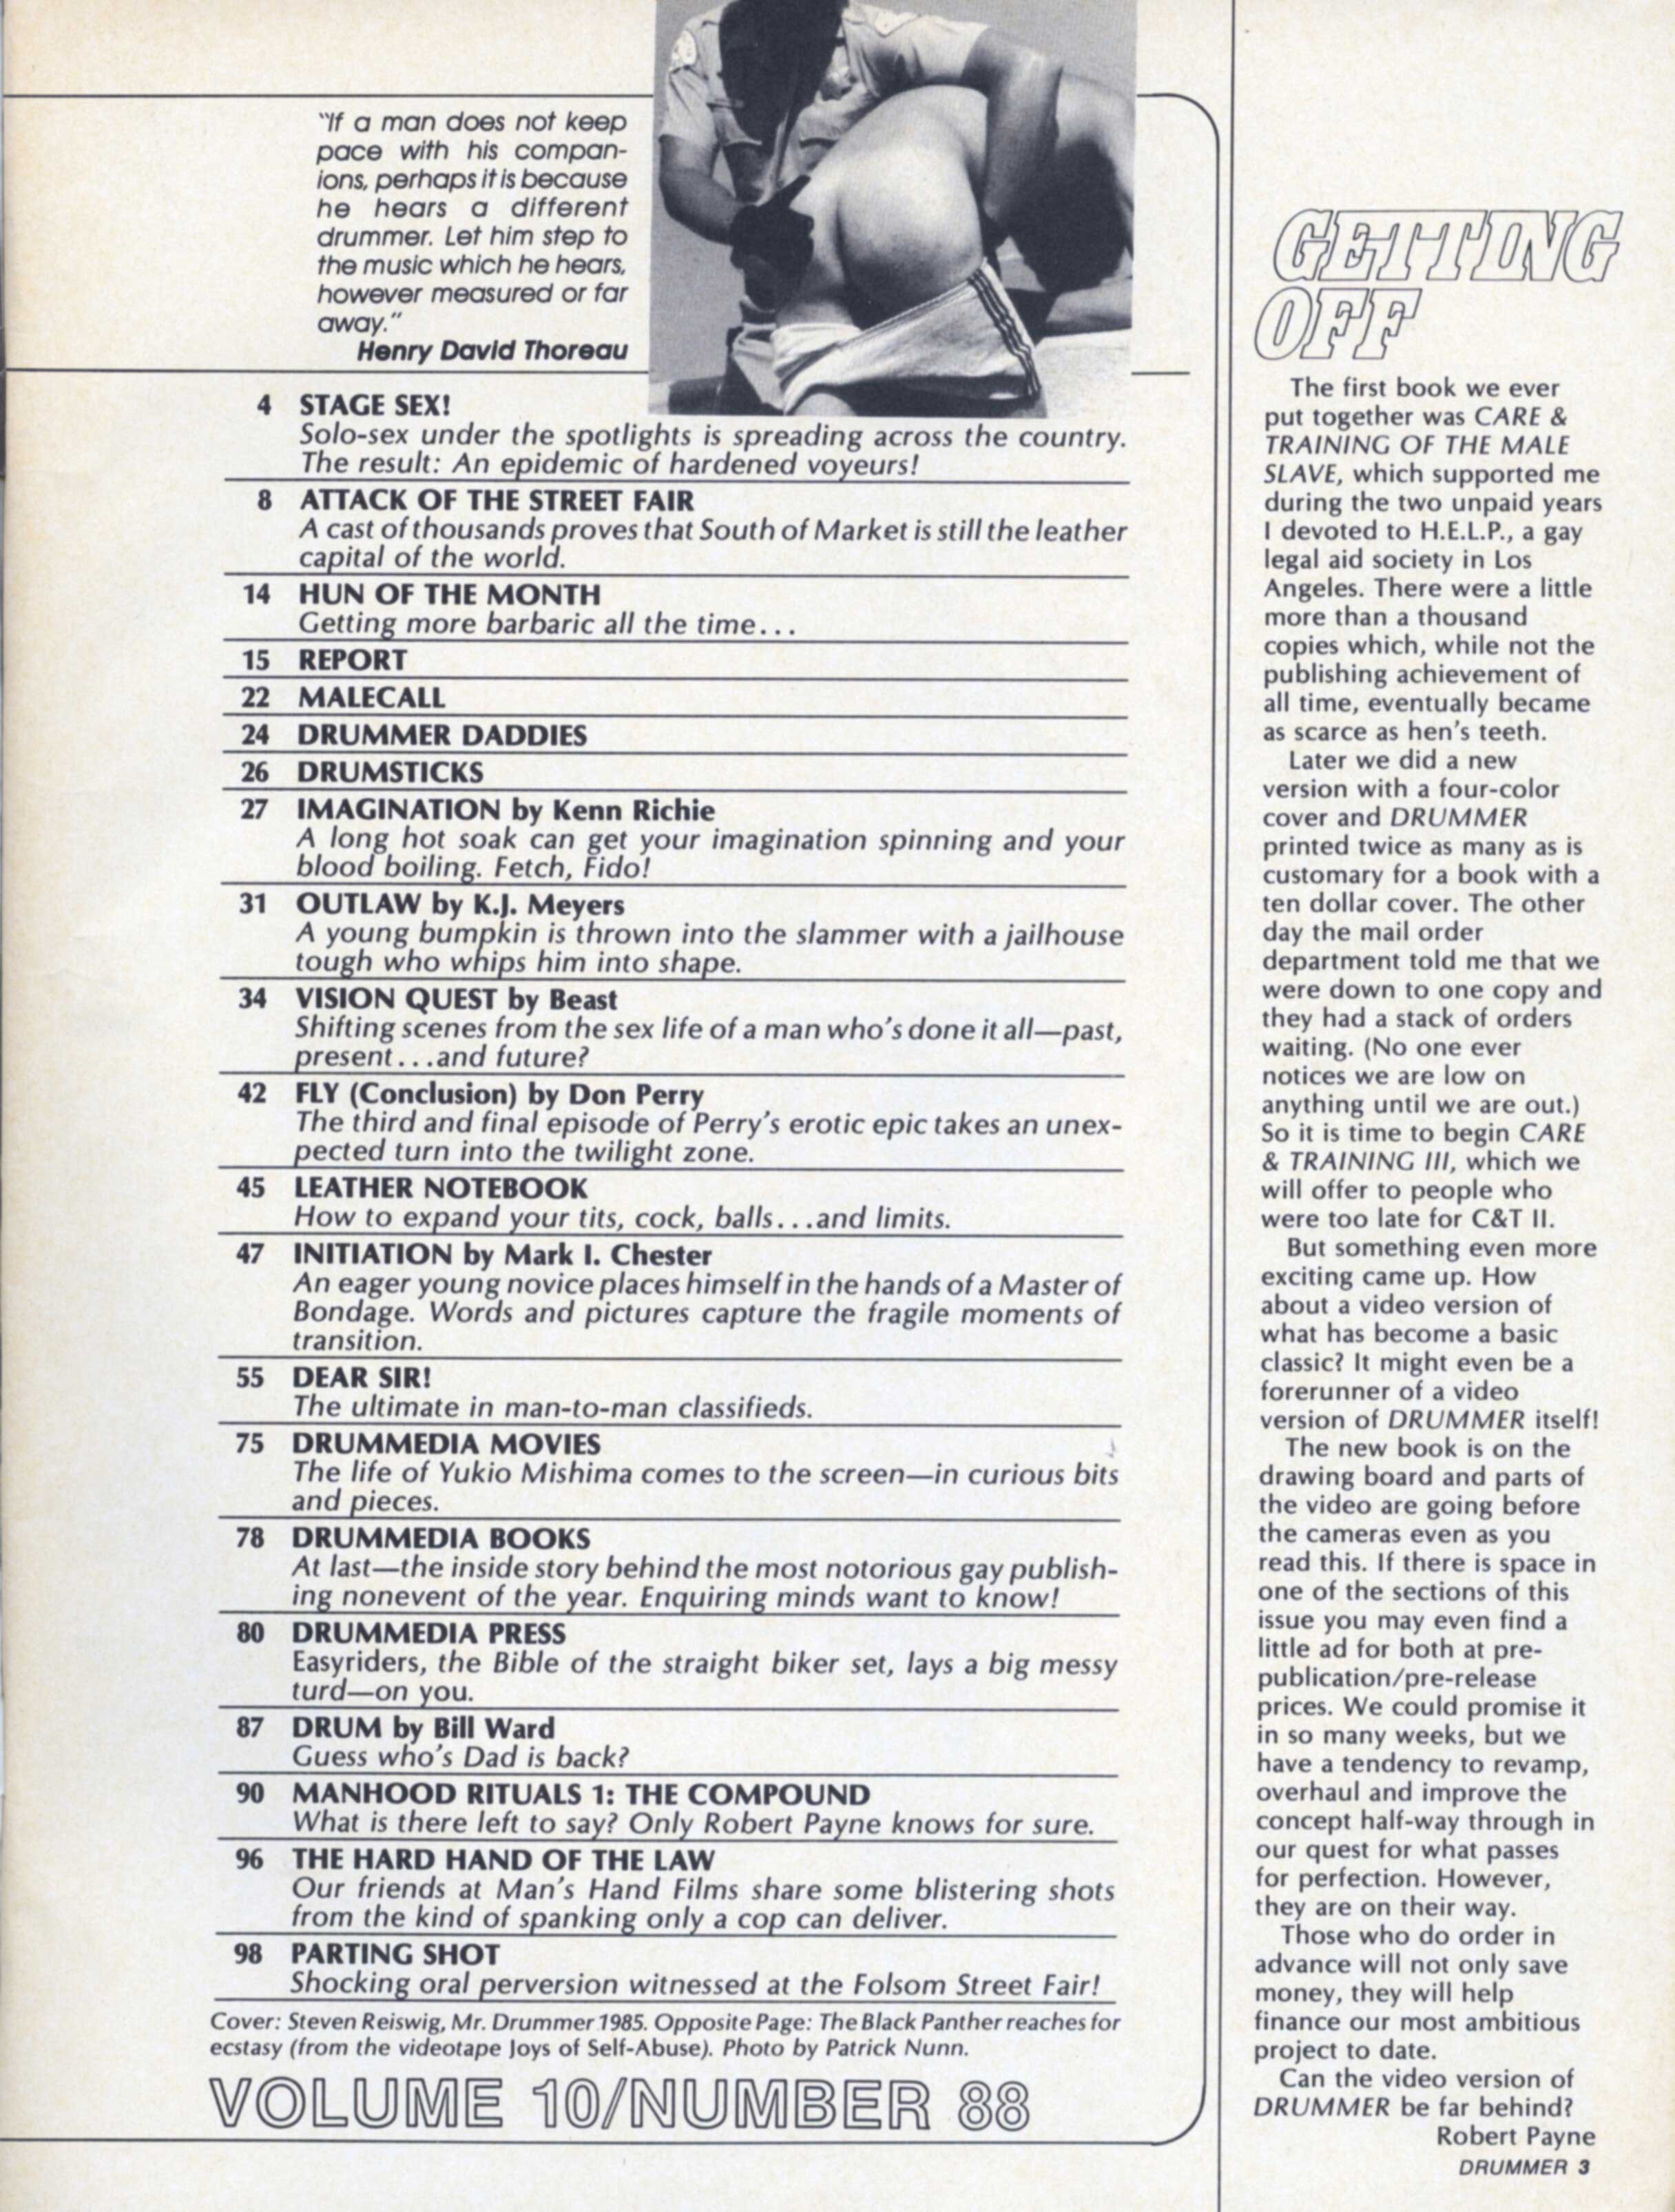 "If a man does not keep
pace with his compan-
ions, perhaps it is because
he hears a different
drummer. Let him step to
the music which he hears,
however measured or far
away."
Henry David Thoreau
4 STAGE SEX!
Solo-sex under the spotlights is spreading across the country.
The result: An epidemic of hardened voyeurs!
8 ATTACK OF THE STREET FAIR
A cast of thousands proves that South of Market is still the leather
capital of the world.
14 HUN OF THE MONTH
Getting more barbaric all the time...
15 REPORT
22 MALECALL
24 DRUMMER DADDIES
26 DRUMSTICKS
27 IMAGINATION by Kenn Richie
A long hot soak can get your imagination spinning and your
blood boiling. Fetch, Fido!
31 OUTLAW by K.J. Meyers
A young bumpkin is thrown into the slammer with a jailhouse
tough who whips him into shape.
34 VISION QUEST by Beast
Shifting scenes from the sex life of a man who's done it all—past,
present...and future?
42 FLY (Conclusion) by Don Perry
The third and final episode of Perry's erotic epic takes an unex-
pected turn into the twilight zone.
45 LEATHER NOTEBOOK
How to expand your tits, cock, balls...and limits.
47 INITIATION by Mark I. Chester
An eager young novice places himself in the hands of a Master of
Bondage. Words and pictures capture the fragile moments of
transition.
55 DEAR SIR!
The ultimate in man-to-man classifieds.
75 DRUMMEDIA MOVIES
The life of Yukio Mishima comes to the screen—in curious bits
and pieces.
78 DRUMMEDIA BOOKS
At last—the inside story behind the most notorious gay publish-
ing nonevent of the year. Enquiring minds want to know!
80 DRUMMEDIA PRESS
Easyriders, the Bible of the straight biker set, lays a big messy
turd—on you.
87 DRUM by Bill Ward
Guess who's Dad is back?
90 MANHOOD RITUALS 1: THE COMPOUND
What is there left to say? Only Robert Payne knows for sure.
96 THE HARD HAND OF THE LAW
Our friends at Man's Hand Films share some blistering shots
from the kind of spanking only a cop can deliver.
98 PARTING SHOT
Shocking oral perversion witnessed at the Folsom Street Fair!
Cover: Steven Reiswig, Mr. Drummer 1985. Opposite Page: The Black Panther reaches for
ecstasy (from the videotape Joys of Self-Abuse). Photo by Patrick Nunn.
VOLUME 10/NUMBER 88
GETTING
OFF
The first book we ever
put together was CARE &
TRAINING OF THE MALE
SLAVE, which supported me
during the two unpaid years
I devoted to H.E.L.P., a gay
legal aid society in Los
Angeles. There were a little
more than a thousand
copies which, while not the
publishing achievement of
all time, eventually became
as scarce as hen's teeth.
Later we did a new
version with a four-color
cover and DRUMMER
printed twice as many as is
customary for a book with a
ten dollar cover. The other
day the mail order
department told me that we
were down to one copy and
they had a stack of orders
waiting. (No one ever
notices we are low on
anything until we are out.)
So it is time to begin CARE
& TRAINING III, which we
will offer to people who
were too late for C&T II.
But something even more
exciting came up. How
about a video version of
what has become a basic
classic? It might even be a
forerunner of a video
version of DRUMMER itself!
The new book is on the
drawing board and parts of
the video are going before
the cameras even as you
read this. If there is space in
one of the sections of this
issue you may even find a
little ad for both at pre-
publication/pre-release
prices. We could promise it
in so many weeks, but we
have a tendency to revamp,
overhaul and improve the
concept half-way through in
our quest for what passes
for perfection. However,
they are on their way.
Those who do order in
advance will not only save
money, they will help
finance our most ambitious
project to date.
Can the video version of
DRUMMER be far behind?
Robert Payne
DRUMMER 3